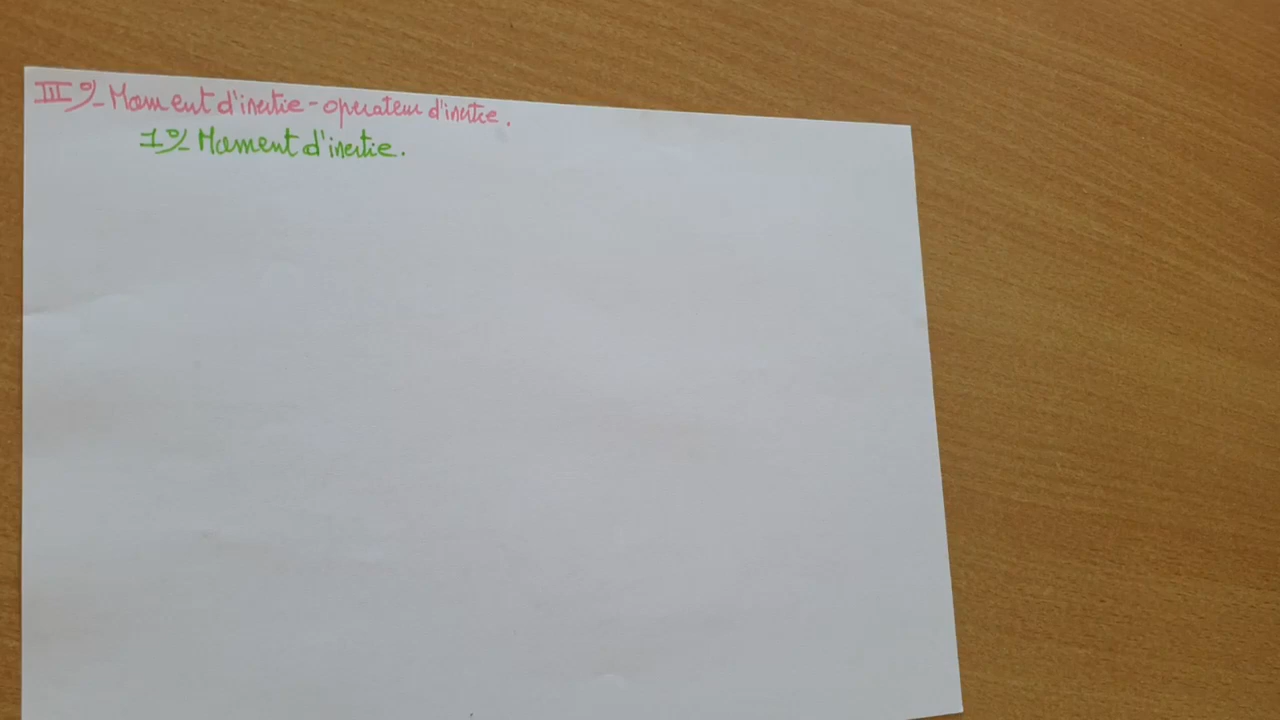 III°/- Moment d'inertie - operateur d'inertie.
1°/- Moment d'inertie.